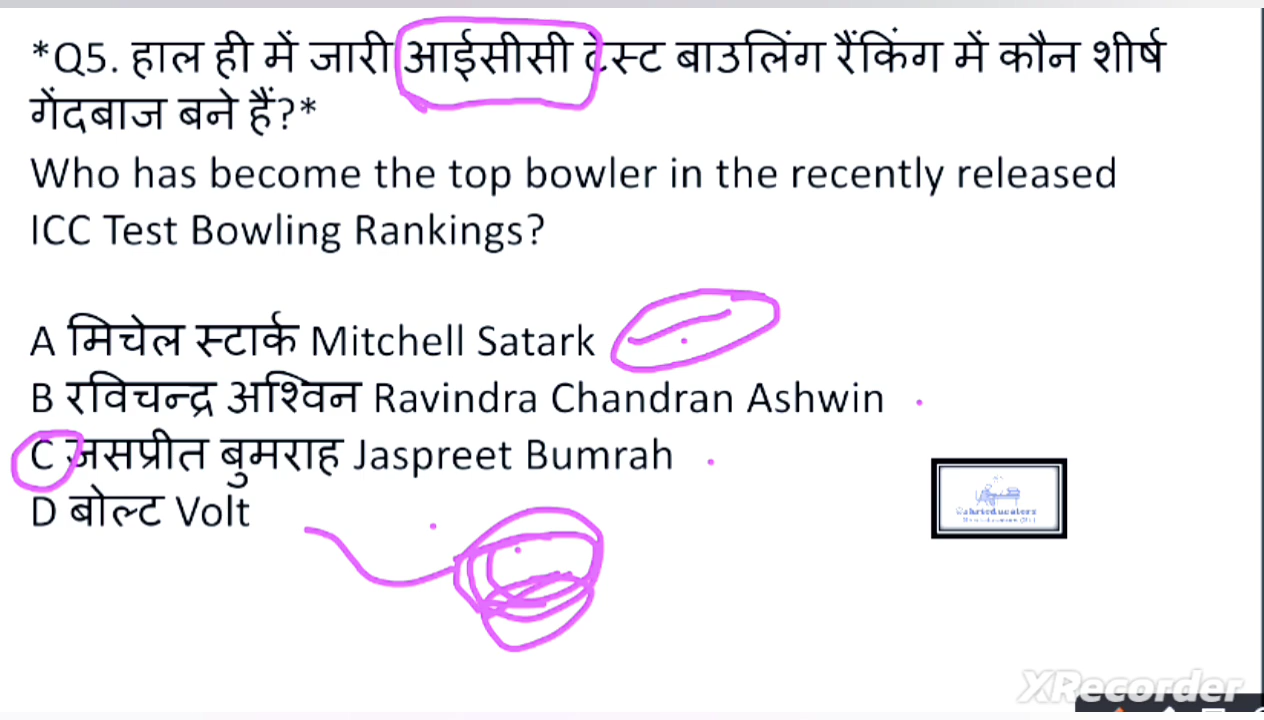 *Q5. हाल ही में जारी आईसीसी टेस्ट बाउलिंग रैंकिंग में कौन शीर्ष
गेंदबाज बने हैं?*
Who has become the top bowler in the recently released
ICC Test Bowling Rankings?
A मिचेल स्टार्क Mitchell Satark
B रविचन्द्र अश्विन Ravindra Chandran Ashwin
C जसप्रीत बुमराह Jaspreet Bumrah
D बोल्ट Volt
XRecorder